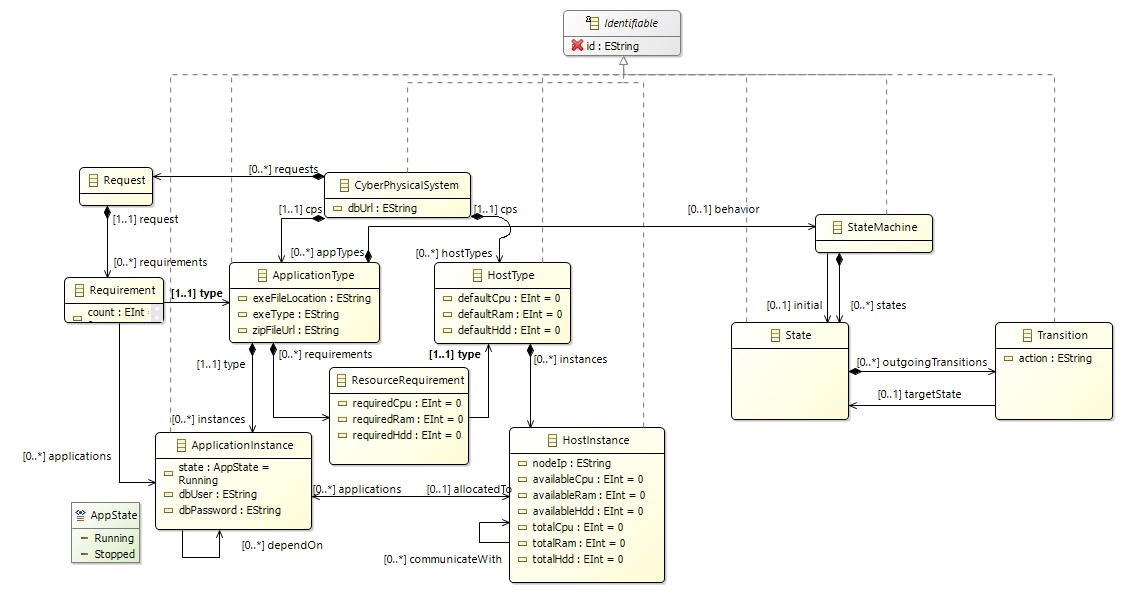 Identifiable
id : EString
[0..*] requests
Request
CyberPhysicalSystem
dbUrl : EString
[1..1] request
[1..1] cps
[1..1] cps
[0..1] behavior
StateMachine
[0..*] requirements
[0..*] appTypes
[0..*] hostTypes
Requirement
count : EInt
[1..1] type
ApplicationType
exeFileLocation : EString
exeType : EString
zipFileUrl : EString
HostType
defaultCpu : EInt = 0
defaultRam : EInt = 0
defaultHdd : EInt = 0
[0..1] initial
[0..*] states
State
Transition
action : EString
[0..*] outgoingTransitions
[0..1] targetState
[1..1] type
[0..*] requirements
[1..1] type
[0..*] instances
ResourceRequirement
requiredCpu : EInt = 0
requiredRam : EInt = 0
requiredHdd : EInt = 0
[0..*] instances
[0..*] applications
ApplicationInstance
state : AppState =
Running
dbUser : EString
dbPassword : EString
HostInstance
nodeIp : EString
availableCpu : EInt = 0
availableRam : EInt = 0
availableHdd : EInt = 0
totalCpu : EInt = 0
totalRam : EInt = 0
totalHdd : EInt = 0
[0..*] applications
[0..1] allocatedTo
AppState
Running
Stopped
[0..*] dependOn
[0..*] communicateWith